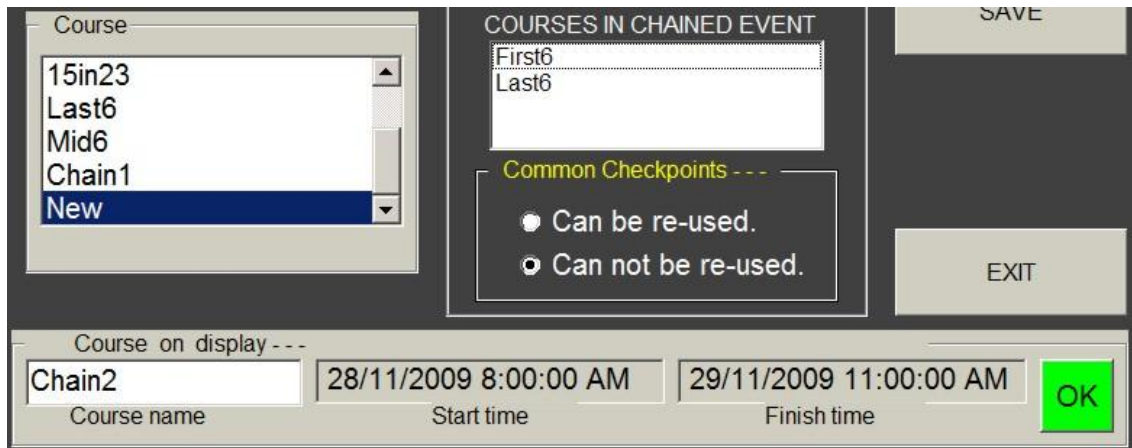 Course
15in23
Last6
Mid6
Chain1
New
COURSES IN CHAINED EVENT
First6
Last6
Common Checkpoints - - -
Can be re-used.
Can not be re-used.
SAVE
EXIT
Course on display - - -
Chain2
28/11/2009 8:00:00 AM
29/11/2009 11:00:00 AM
OK
Course name
Start time
Finish time